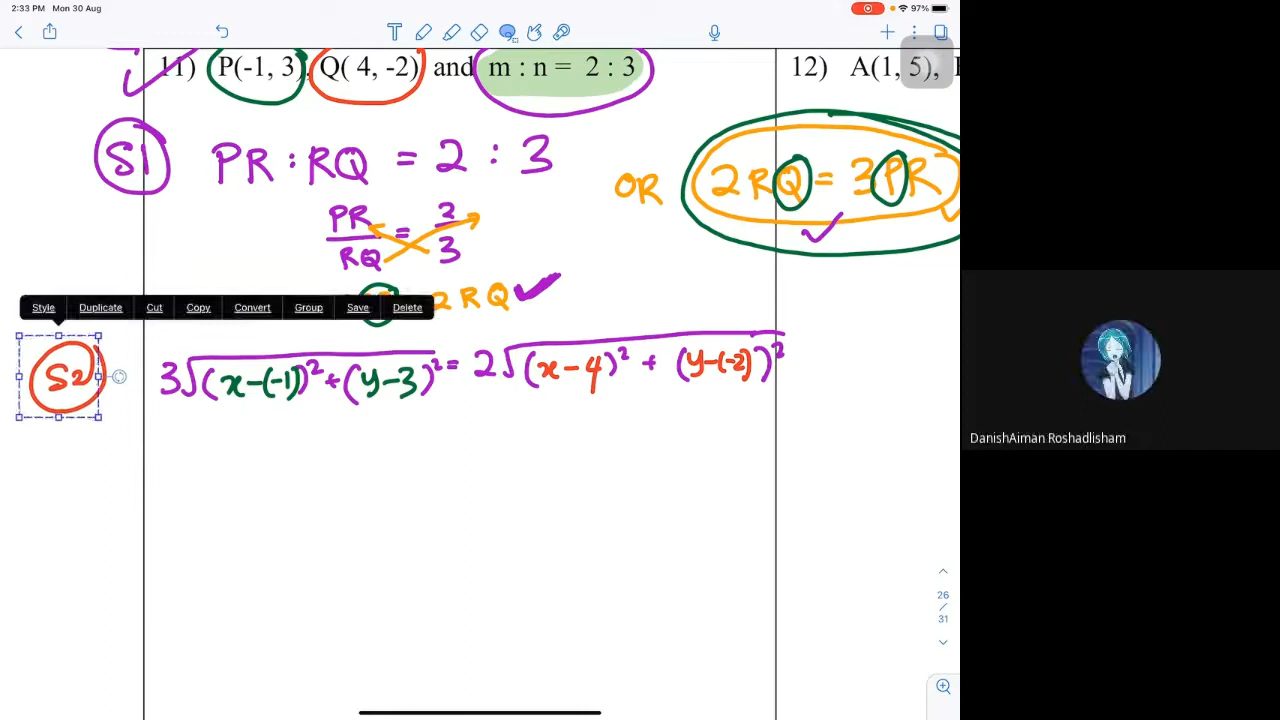 2:33 PM Mon 30 Aug
97%
11) P(-1, 3), Q( 4, -2) and m : n = 2 : 3
12) A(1, 5),
S1
PR : RQ = 2 : 3
OR 2RQ = 3PR
PR/RQ = 2/3
2RQ
Style Duplicate Cut Copy Convert Group Save Delete
S2
3√(x-(-1))²+(y-3)² = 2√(x-4)² + (y-(-2))²
DanishAiman Roshadlisham
26
/
31